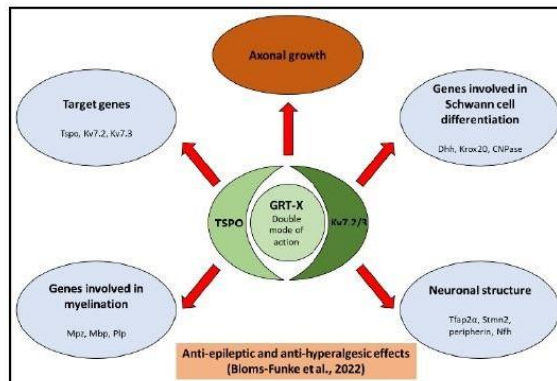 Axonal growth
Target genes
Tspo, Kv7.2, Kv7.3
Genes involved in
Schwann cell
differentiation
Dhh, Krox20, CNPase
TSPO
GRT-X
Double
mode of
action
Kv7.2/3
Genes involved in
myelination
Mpz, Mbp, Plp
Neuronal structure
Tfap2α, Stmn2,
peripherin, Nfh
Anti-epileptic and anti-hyperalgesic effects
(Bloms-Funke et al., 2022)